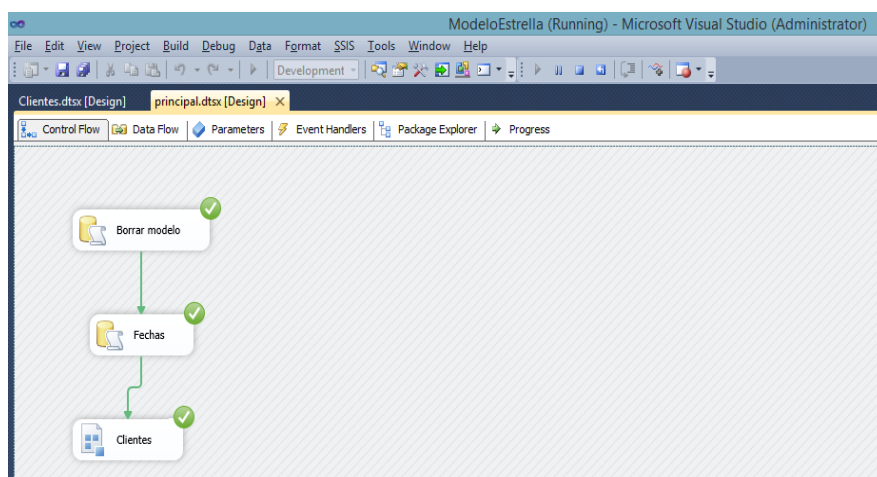 ModeloEstrella (Running) - Microsoft Visual Studio (Administrator)
File Edit View Project Build Debug Data Format SSIS Tools Window Help
Development
Clientes.dtsx [Design] principal.dtsx [Design]
Control Flow Data Flow Parameters Event Handlers Package Explorer Progress
Borrar modelo
Fechas
Clientes